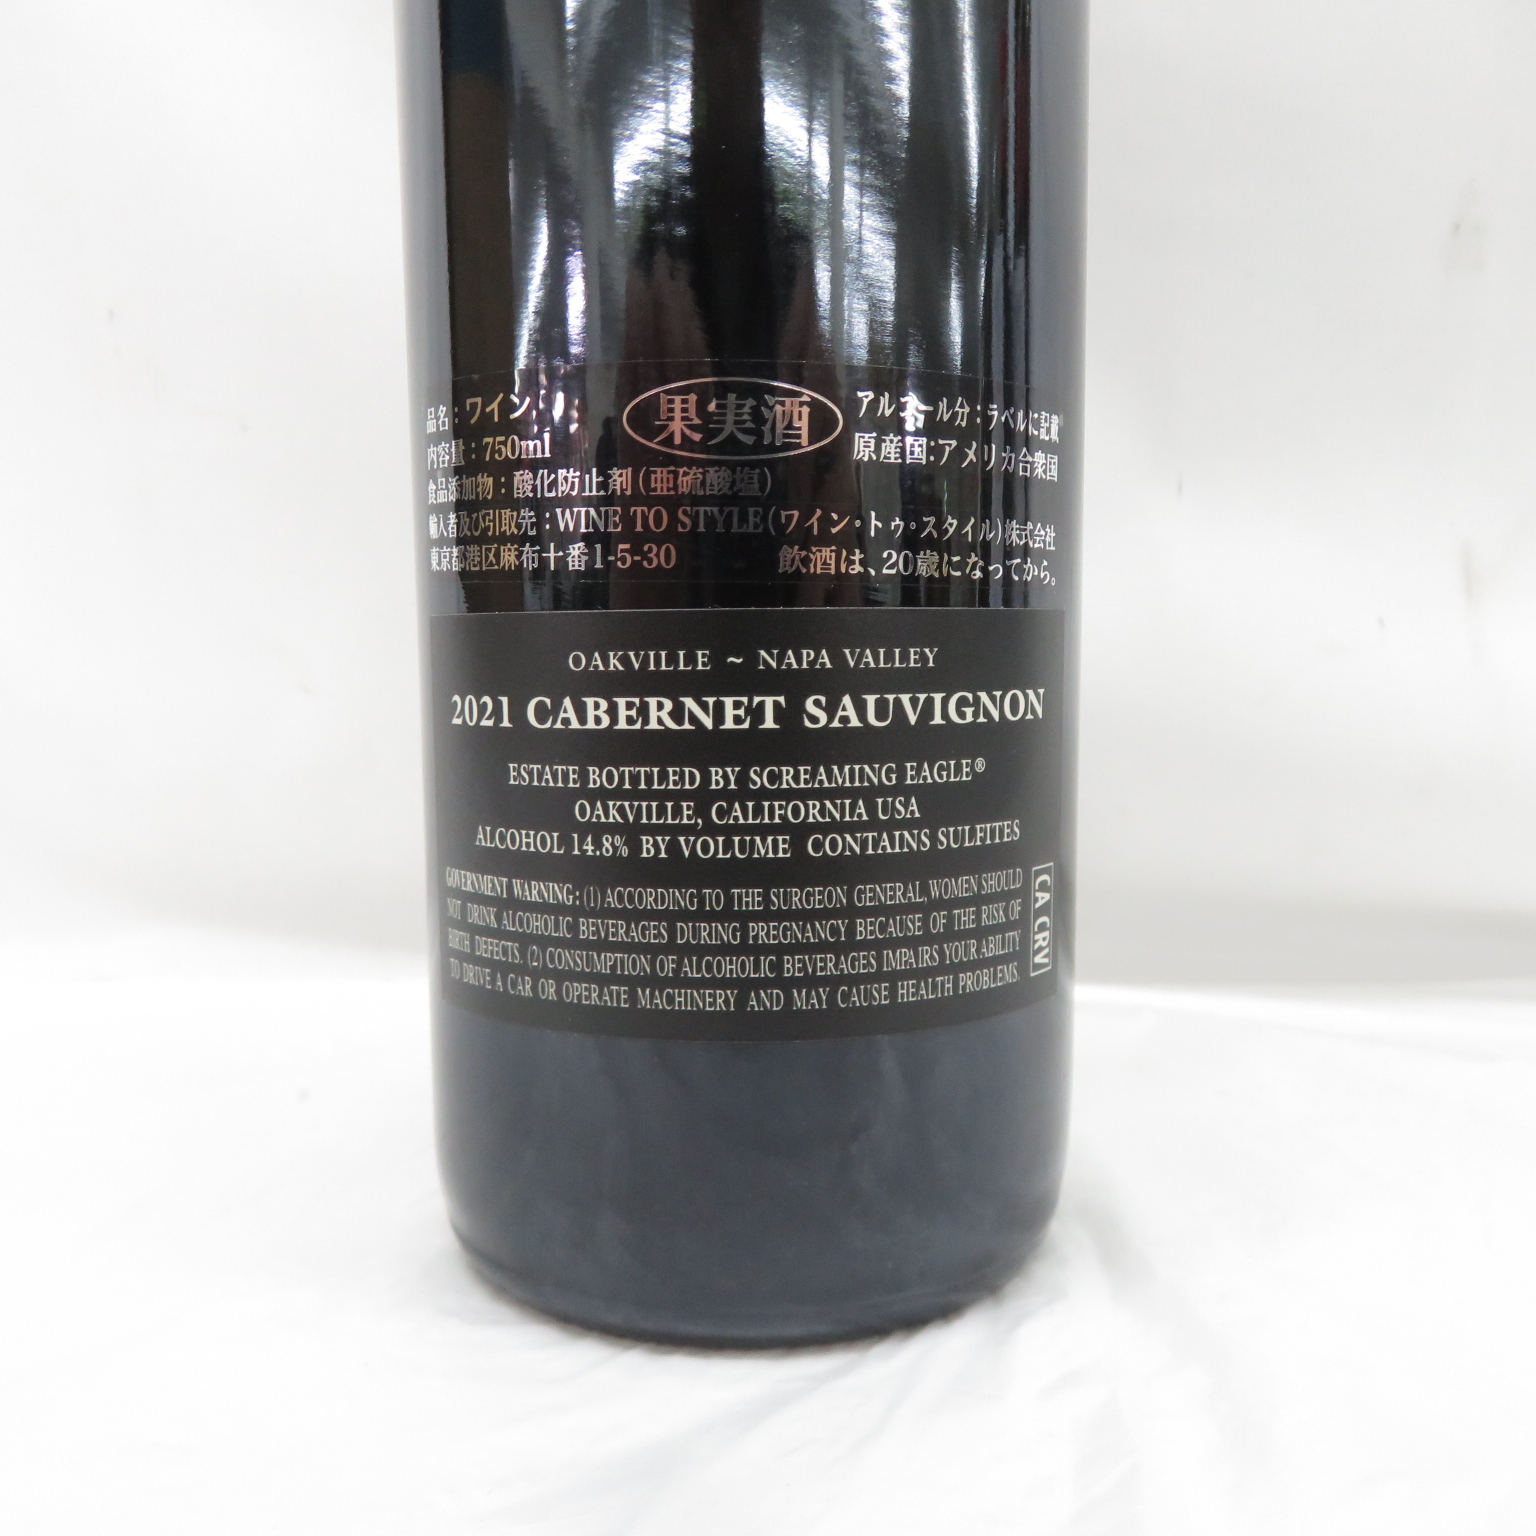 品名：ワイン
果実酒
アルコール分：ラベルに記載
内容量：750ml
原産国：アメリカ合衆国
食品添加物：酸化防止剤（亜硫酸塩）
輸入者及び引取先：WINE TO STYLE（ワイン・トゥ・スタイル）株式会社
東京都港区麻布十番1-5-30 飲酒は、20歳になってから。
OAKVILLE ~ NAPA VALLEY
2021 CABERNET SAUVIGNON
ESTATE BOTTLED BY SCREAMING EAGLE®
OAKVILLE, CALIFORNIA USA
ALCOHOL 14.8% BY VOLUME CONTAINS SULFITES
GOVERNMENT WARNING: (1) ACCORDING TO THE SURGEON GENERAL, WOMEN SHOULD
NOT DRINK ALCOHOLIC BEVERAGES DURING PREGNANCY BECAUSE OF THE RISK OF
BIRTH DEFECTS. (2) CONSUMPTION OF ALCOHOLIC BEVERAGES IMPAIRS YOUR ABILITY
TO DRIVE A CAR OR OPERATE MACHINERY AND MAY CAUSE HEALTH PROBLEMS.
CA CRV